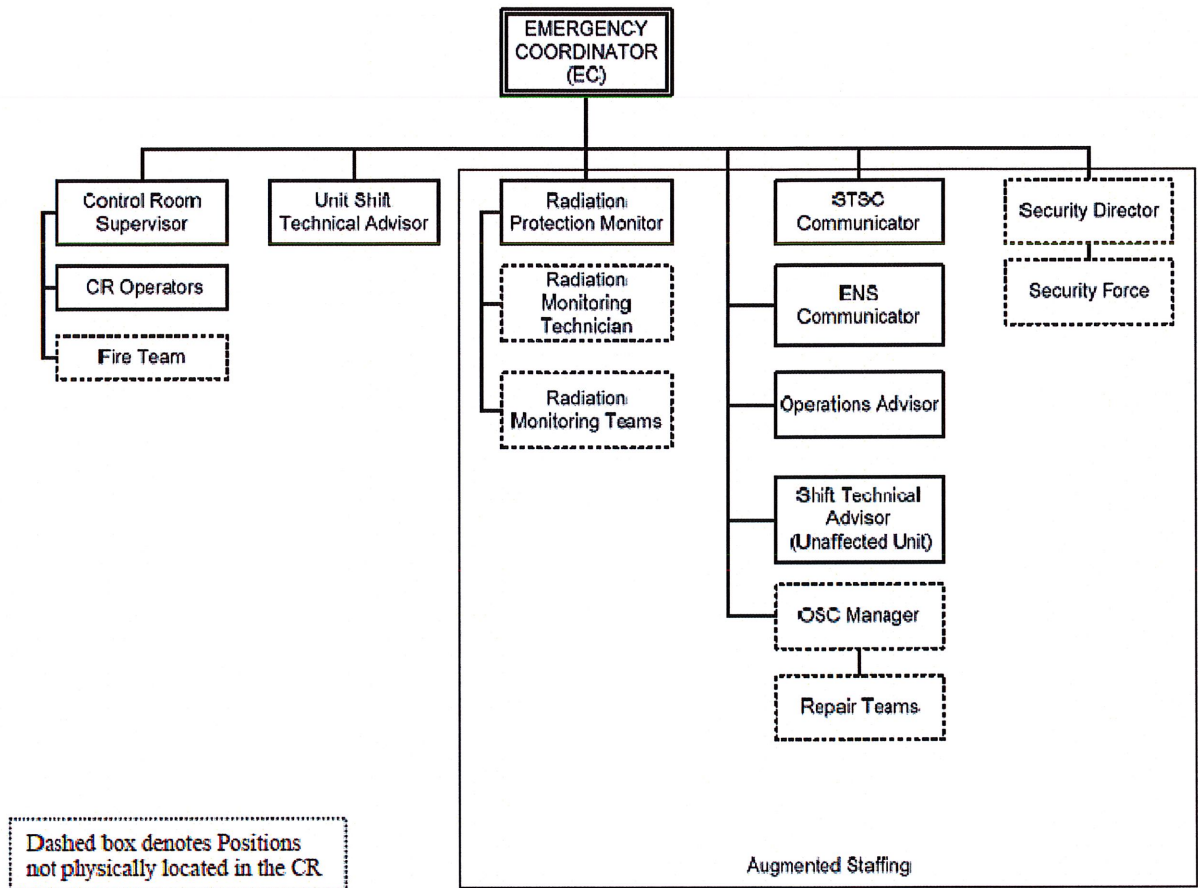 EMERGENCY
COORDINATOR
(EC)
Control Room
Supervisor
CR Operators
Fire Team
Unit Shift
Technical Advisor
Radiation
Protection Monitor
Radiation
Monitoring
Technician
Radiation
Monitoring Teams
STSC
Communicator
ENS
Communicator
Operations Advisor
Shift Technical
Advisor
(Unaffected Unit)
OSC Manager
Repair Teams
Security Director
Security Force
Dashed box denotes Positions
not physically located in the CR
Augmented Staffing